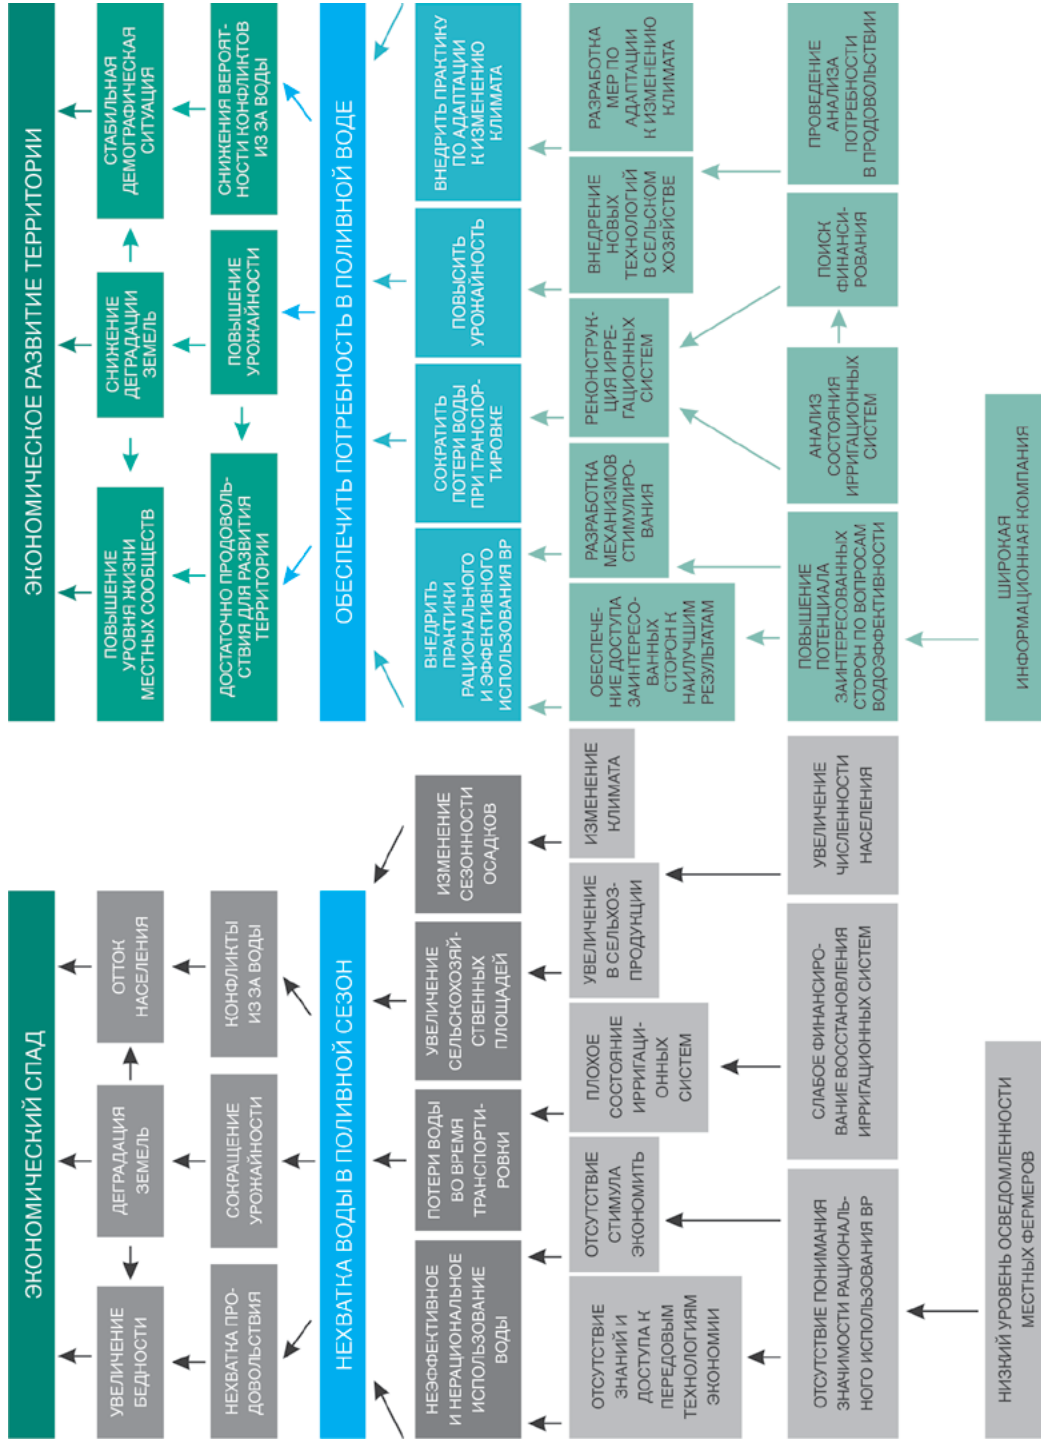 ЭКОНОМИЧЕСКИЙ СПАД
УВЕЛИЧЕНИЕ
БЕДНОСТИ
ДЕГРАДАЦИЯ
ЗЕМЕЛЬ
ОТТОК
НАСЕЛЕНИЯ
НЕХВАТКА ПРО-
ДОВОЛЬСТВИЯ
СОКРАЩЕНИЕ
УРОЖАЙНОСТИ
КОНФЛИКТЫ
ИЗ ЗА ВОДЫ
НЕХВАТКА ВОДЫ В ПОЛИВНОЙ СЕЗОН
НЕЭФФЕКТИВНОЕ
И НЕРАЦИОНАЛЬНОЕ
ИСПОЛЬЗОВАНИЕ
ВОДЫ
ПОТЕРИ ВОДЫ
ВО ВРЕМЯ
ТРАНСПОРТИ-
РОВКИ
УВЕЛИЧЕНИЕ
СЕЛЬСКОХОЗЯЙ-
СТВЕННЫХ
ПЛОЩАДЕЙ
ИЗМЕНЕНИЕ
СЕЗОННОСТИ
ОСАДКОВ
ОТСУТСТВИЕ
ЗНАНИЙ И
ДОСТУПА К
ПЕРЕДОВЫМ
ТЕХНОЛОГИЯМ
ЭКОНОМИИ
ОТСУТСТВИЕ
СТИМУЛА
ЭКОНОМИТЬ
ПЛОХОЕ
СОСТОЯНИЕ
ИРРИГАЦИ-
ОННЫХ
СИСТЕМ
УВЕЛИЧЕНИЕ
В СЕЛЬХОЗ-
ПРОДУКЦИИ
ИЗМЕНЕНИЕ
КЛИМАТА
ОТСУТСТВИЕ ПОНИМАНИЯ
ЗНАЧИМОСТИ РАЦИОНАЛЬ-
НОГО ИСПОЛЬЗОВАНИЯ ВР
СЛАБОЕ ФИНАНСИРО-
ВАНИЕ ВОССТАНОВЛЕНИЯ
ИРРИГАЦИОННЫХ СИСТЕМ
УВЕЛИЧЕНИЕ
ЧИСЛЕННОСТИ
НАСЕЛЕНИЯ
НИЗКИЙ УРОВЕНЬ ОСВЕДОМЛЕННОСТИ
МЕСТНЫХ ФЕРМЕРОВ
ЭКОНОМИЧЕСКОЕ РАЗВИТИЕ ТЕРРИТОРИИ
ПОВЫШЕНИЕ
УРОВНЯ ЖИЗНИ
МЕСТНЫХ СООБЩЕСТВ
СНИЖЕНИЕ
ДЕГРАДАЦИИ
ЗЕМЕЛЬ
СТАБИЛЬНАЯ
ДЕМОГРАФИЧЕСКАЯ
СИТУАЦИЯ
ДОСТАТОЧНО ПРОДОВОЛЬ-
СТВИЯ ДЛЯ РАЗВИТИЯ
ТЕРРИТОРИИ
ПОВЫШЕНИЕ
УРОЖАЙНОСТИ
СНИЖЕНИЯ ВЕРОЯТ-
НОСТИ КОНФЛИКТОВ
ИЗ ЗА ВОДЫ
ОБЕСПЕЧИТЬ ПОТРЕБНОСТЬ В ПОЛИВНОЙ ВОДЕ
ВНЕДРИТЬ
ПРАКТИКИ
РАЦИОНАЛЬНОГО
И ЭФФЕКТИВНОГО
ИСПОЛЬЗОВАНИЯ ВР
СОКРАТИТЬ
ПОТЕРИ ВОДЫ
ПРИ ТРАНСПОР-
ТИРОВКЕ
ПОВЫСИТЬ
УРОЖАЙНОСТЬ
ВНЕДРИТЬ ПРАКТИКУ
ПО АДАПТАЦИИ
К ИЗМЕНЕНИЮ
КЛИМАТА
ОБЕСПЕЧЕ-
НИЕ ДОСТУПА
ЗАИНТЕРЕСО-
ВАННЫХ
СТОРОН К
НАИЛУЧШИМ
РЕЗУЛЬТАТАМ
РАЗРАБОТКА
МЕХАНИЗМОВ
СТИМУЛИРО-
ВАНИЯ
РЕКОНСТРУК-
ЦИЯ ИРРИ-
ГАЦИОННЫХ
СИСТЕМ
ВНЕДРЕНИЕ
НОВЫХ
ТЕХНОЛОГИЙ
В СЕЛЬСКОМ
ХОЗЯЙСТВЕ
РАЗРАБОТКА
МЕР ПО
АДАПТАЦИИ
К ИЗМЕНЕНИЮ
КЛИМАТА
ПОВЫШЕНИЕ
ПОТЕНЦИАЛА
ЗАИНТЕРЕСОВАННЫХ
СТОРОН ПО ВОПРОСАМ
ВОДОЭФФЕКТИВНОСТИ
АНАЛИЗ
СОСТОЯНИЯ
ИРРИГАЦИОННЫХ
СИСТЕМ
ПОИСК
ФИНАНСИ-
РОВАНИЯ
ПРОВЕДЕНИЕ
АНАЛИЗА
ПОТРЕБНОСТИ
В ПРОДОВОЛЬСТВИИ
ШИРОКАЯ
ИНФОРМАЦИОННАЯ КОМПАНИЯ